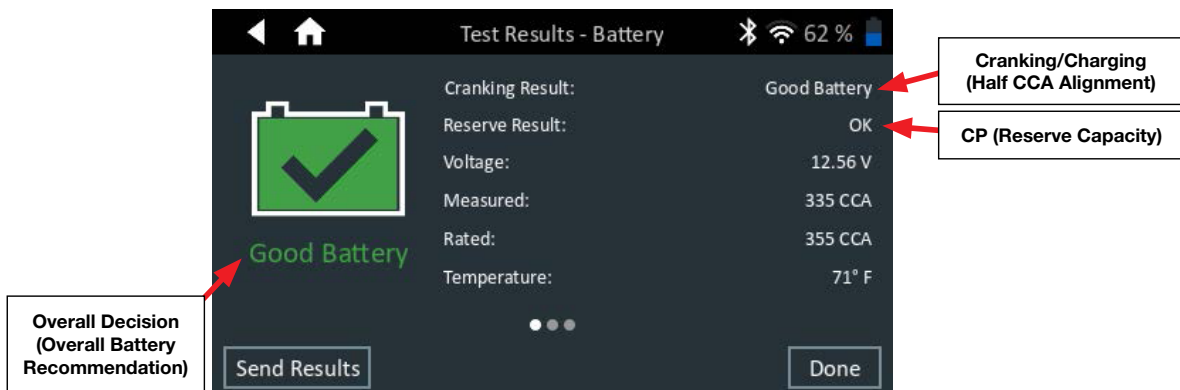 Test Results - Battery
62 %
Cranking Result: Good Battery
Reserve Result: OK
Voltage: 12.56 V
Measured: 335 CCA
Rated: 355 CCA
Temperature: 71° F
Good Battery
Send Results
Done
Cranking/Charging
(Half CCA Alignment)
CP (Reserve Capacity)
Overall Decision
(Overall Battery
Recommendation)